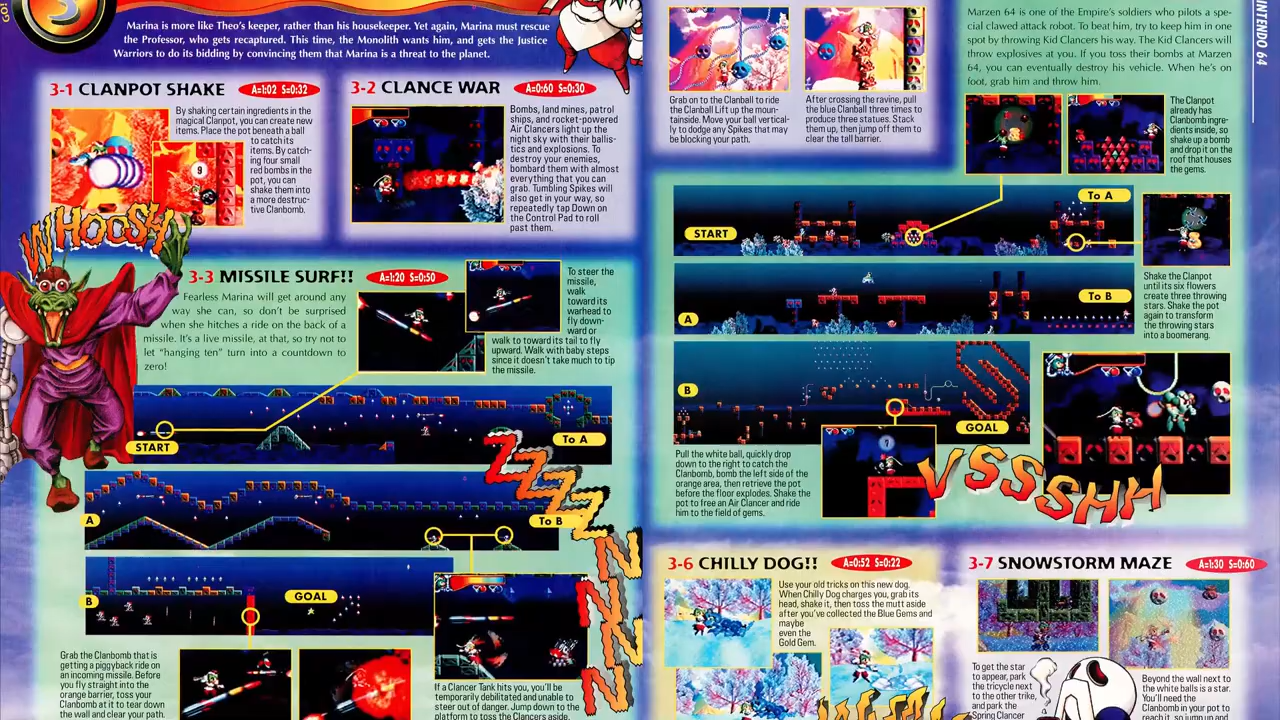 GO!
3
Marina is more like Theo's keeper, rather than his housekeeper. Yet again, Marina must rescue
the Professor, who gets recaptured. This time, the Monolith wants him, and gets the Justice
Warriors to do its bidding by convincing them that Marina is a threat to the planet.
3-1 CLANPOT SHAKE
A=1:02 S=0:32
By shaking certain ingredients in the
magical Clanpot, you can create new
items. Place the pot beneath a ball
to catch its
items. By catch-
ing four small
red bombs in the
pot, you can
shake them into
a more destruc-
tive Clanbomb.
9
3-2 CLANCE WAR
A=0:60 S=0:30
Bombs, land mines, patrol
ships, and rocket-powered
Air Clancers light up the
night sky with their ballis-
tics and explosions. To
destroy your enemies,
bombard them with almost
everything that you can
grab. Tumbling Spikes will
also get in your way, so
repeatedly tap Down on
the Control Pad to roll
past them.
WHOOSH
3-3 MISSILE SURF!!
A=1:20 S=0:50
Fearless Marina will get around any
way she can, so don't be surprised
when she hitches a ride on the back of a
missile. It's a live missile, at that, so try not to
let "hanging ten" turn into a countdown to
zero!
To steer the
missile,
walk
toward its
warhead to
fly down-
ward or
walk to toward its tail to fly
upward. Walk with baby steps
since it doesn't take much to tip
the missile.
START
To A
A
To B
B
GOAL
ZZZZNNNN
Grab the Clanbomb that is
getting a piggyback ride on
an incoming missile. Before
you fly straight into the
orange barrier, toss your
Clanbomb at it to tear down
the wall and clear your path.
If a Clancer Tank hits you, you'll be
temporarily debilitated and unable to
steer out of danger. Jump down to the
platform to toss the Clancers aside.
Grab on to the Clanball to ride
the Clanball Lift up the moun-
tainside. Move your ball vertical-
ly to dodge any Spikes that may
be blocking your path.
After crossing the ravine, pull
the blue Clanball three times to
produce three statues. Stack
them up, then jump off them to
clear the tall barrier.
Marzen 64 is one of the Empire's soldiers who pilots a spe-
cial clawed attack robot. To beat him, try to keep him in one
spot by throwing Kid Clancers his way. The Kid Clancers will
throw explosives at you. If you toss their bombs at Marzen
64, you can eventually destroy his vehicle. When he's on
foot, grab him and throw him.
NINTENDO 64
The Clanpot
already has
Clanbomb ingre-
dients inside, so
shake up a bomb
and drop it on the
roof that houses
the gems.
START
To A
A
To B
B
GOAL
Shake the Clanpot
until its six flowers
create three throwing
stars. Shake the pot
again to transform
the throwing stars
into a boomerang.
Pull the white ball, quickly drop
down to the right to catch the
Clanbomb, bomb the left side of the
orange area, then retrieve the pot
before the floor explodes. Shake the
pot to free an Air Clancer and ride
him to the field of gems.
?
VSSSHH
3-6 CHILLY DOG!!
A=0:52 S=0:22
Use your old tricks on this new dog.
When Chilly Dog charges you, grab its
head, shake it, then toss the mutt aside
after you've collected the Blue Gems and
maybe
even the
Gold Gem.
3-7 SNOWSTORM MAZE
A=1:30 S=0:60
To get the star
to appear, park
the tricycle next
to the other trike,
and park the
Spring Clancer
Beyond the wall next to
the white balls is a star.
You'll need the
Clanbomb in your pot to
reach it, so jump up and